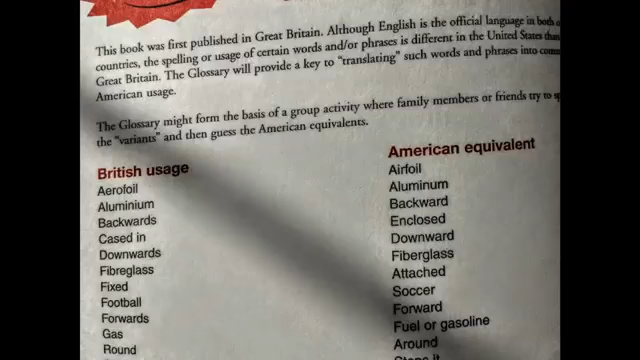 This book was first published in Great Britain. Although English is the official language in both
countries, the spelling or usage of certain words and/or phrases is different in the United States than
Great Britain. The Glossary will provide a key to "translating" such words and phrases into
American usage.
The Glossary might form the basis of a group activity where family members or friends try to
the "variants" and then guess the American equivalents.
British usage
Aerofoil
Aluminium
Backwards
Cased in
Downwards
Fibreglass
Fixed
Football
Forwards
Gas
Round
American equivalent
Airfoil
Aluminum
Backward
Enclosed
Downward
Fiberglass
Attached
Soccer
Forward
Fuel or gasoline
Around